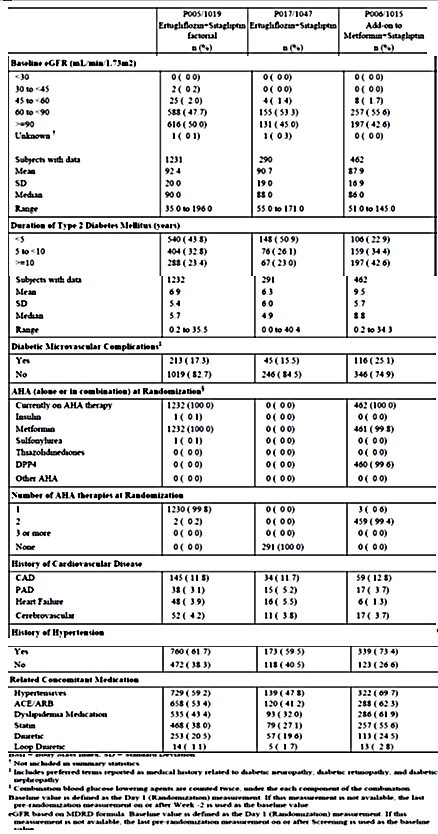 P005/1019 P017/1047 P006/1015
Ertugliflozin+Sitagliptin Ertugliflozin+Sitagliptin Add-on to
factorial Metformin+Sitagliptin
n (%) n (%) n (%)
Baseline eGFR (mL/min/1.73m2)
<30 0 ( 0.0) 0 ( 0.0) 0 ( 0.0)
30 to <45 2 ( 0.2) 0 ( 0.0) 0 ( 0.0)
45 to <60 25 ( 2.0) 4 ( 1.4) 8 ( 1.7)
60 to <90 588 ( 47.7) 155 ( 53.3) 257 ( 55.6)
>=90 616 ( 50.0) 131 ( 45.0) 197 ( 42.6)
Unknown † 1 ( 0.1) 1 ( 0.3) 0 ( 0.0)
Subjects with data 1231 290 462
Mean 92.4 90.7 87.9
SD 20.0 19.0 16.9
Median 90.0 88.0 86.0
Range 35.0 to 196.0 55.0 to 171.0 51.0 to 145.0
Duration of Type 2 Diabetes Mellitus (years)
<5 540 ( 43.8) 148 ( 50.9) 106 ( 22.9)
5 to <10 404 ( 32.8) 76 ( 26.1) 159 ( 34.4)
>=10 288 ( 23.4) 67 ( 23.0) 197 ( 42.6)
Subjects with data 1232 291 462
Mean 6.9 6.3 9.5
SD 5.4 6.0 5.7
Median 5.7 4.9 8.8
Range 0.2 to 35.5 0.0 to 40.4 0.2 to 34.3
Diabetic Microvascular Complications‡
Yes 213 ( 17.3) 45 ( 15.5) 116 ( 25.1)
No 1019 ( 82.7) 246 ( 84.5) 346 ( 74.9)
AHA (alone or in combination) at Randomization§
Currently on AHA therapy 1232 (100.0) 0 ( 0.0) 462 (100.0)
Insulin 1 ( 0.1) 0 ( 0.0) 0 ( 0.0)
Metformin 1232 (100.0) 0 ( 0.0) 461 ( 99.8)
Sulfonylurea 1 ( 0.1) 0 ( 0.0) 0 ( 0.0)
Thiazolidinediones 0 ( 0.0) 0 ( 0.0) 0 ( 0.0)
DPP4 0 ( 0.0) 0 ( 0.0) 460 ( 99.6)
Other AHA 0 ( 0.0) 0 ( 0.0) 0 ( 0.0)
Number of AHA therapies at Randomization
1 1230 ( 99.8) 0 ( 0.0) 3 ( 0.6)
2 2 ( 0.2) 0 ( 0.0) 459 ( 99.4)
3 or more 0 ( 0.0) 0 ( 0.0) 0 ( 0.0)
None 0 ( 0.0) 291 (100.0) 0 ( 0.0)
History of Cardiovascular Disease
CAD 145 ( 11.8) 34 ( 11.7) 59 ( 12.8)
PAD 38 ( 3.1) 15 ( 5.2) 17 ( 3.7)
Heart Failure 48 ( 3.9) 16 ( 5.5) 6 ( 1.3)
Cerebrovascular 52 ( 4.2) 11 ( 3.8) 17 ( 3.7)
History of Hypertension
Yes 760 ( 61.7) 173 ( 59.5) 339 ( 73.4)
No 472 ( 38.3) 118 ( 40.5) 123 ( 26.6)
Related Concomitant Medication
Hypertensives 729 ( 59.2) 139 ( 47.8) 322 ( 69.7)
ACE/ARB 658 ( 53.4) 120 ( 41.2) 288 ( 62.3)
Dyslipidemia Medication 535 ( 43.4) 93 ( 32.0) 286 ( 61.9)
Statin 468 ( 38.0) 79 ( 27.1) 257 ( 55.6)
Diuretic 253 ( 20.5) 57 ( 19.6) 113 ( 24.5)
Loop Diuretic 14 ( 1.1) 5 ( 1.7) 13 ( 2.8)
BMI = Body Mass Index, SD = Standard Deviation
† Not included in summary statistics
‡ Includes preferred terms reported as medical history related to diabetic neuropathy, diabetic retinopathy, and diabetic
nephropathy
§ Combination blood glucose lowering agents are counted twice, under the each component of the combination
Baseline value is defined as the Day 1 (Randomization) measurement. If this measurement is not available, the last
pre-randomization measurement on or after Week -2 is used as the baseline value
eGFR based on MDRD formula. Baseline value is defined as the Day 1 (Randomization) measurement. If this
measurement is not available, the last pre-randomization measurement on or after Screening is used as the baseline
value